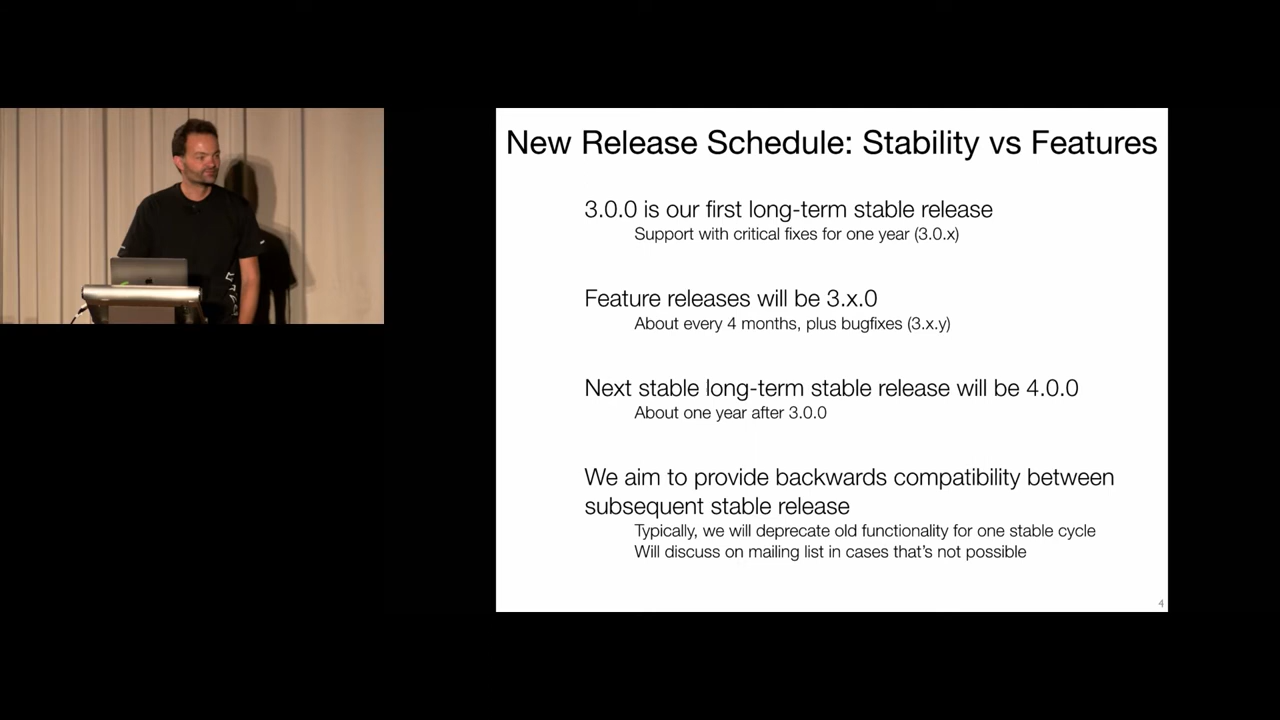 New Release Schedule: Stability vs Features
3.0.0 is our first long-term stable release
Support with critical fixes for one year (3.0.x)
Feature releases will be 3.x.0
About every 4 months, plus bugfixes (3.x.y)
Next stable long-term stable release will be 4.0.0
About one year after 3.0.0
We aim to provide backwards compatibility between
subsequent stable release
Typically, we will deprecate old functionality for one stable cycle
Will discuss on mailing list in cases that's not possible
4